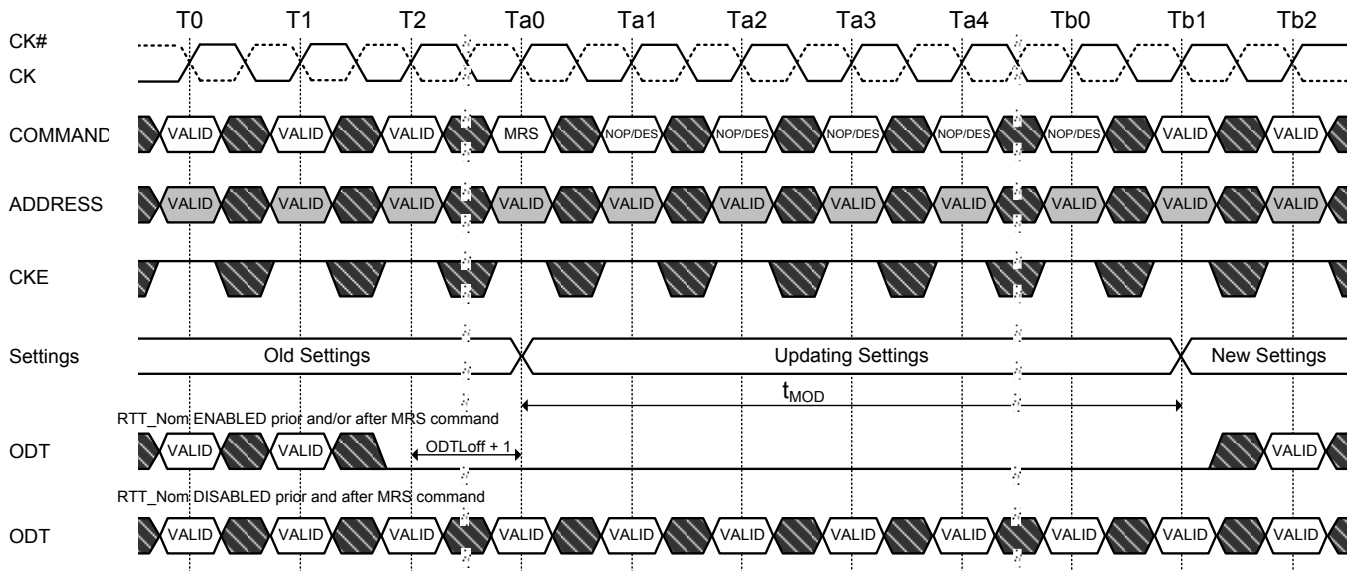 T0 T1 T2 Ta0 Ta1 Ta2 Ta3 Ta4 Tb0 Tb1 Tb2
CK#
CK
COMMAND VALID VALID VALID MRS NOP/DES NOP/DES NOP/DES NOP/DES NOP/DES VALID VALID
ADDRESS VALID VALID VALID VALID VALID VALID VALID VALID VALID VALID VALID
CKE
Settings Old Settings Updating Settings New Settings
tMOD
RTT_Nom ENABLED prior and/or after MRS command
ODT VALID VALID ODTLoff + 1 VALID
RTT_Nom DISABLED prior and after MRS command
ODT VALID VALID VALID VALID VALID VALID VALID VALID VALID VALID VALID